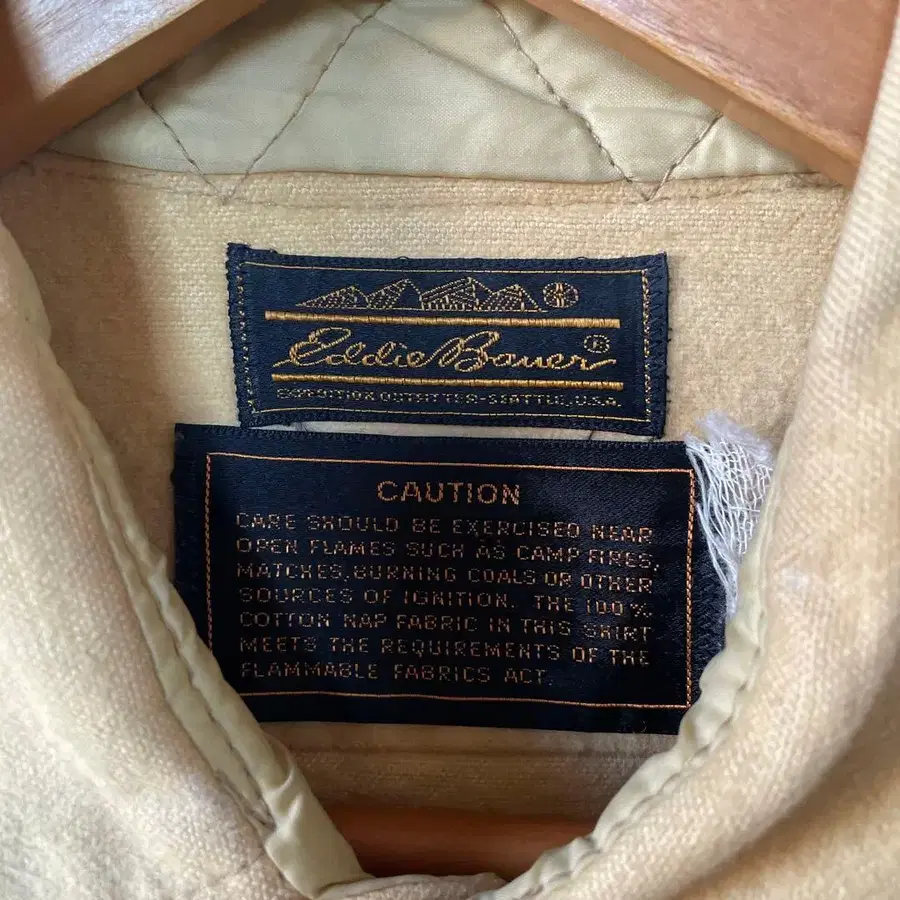 Eddie Bauer®
EXPEDITION OUTFITTER-SEATTLE, U.S.A.
CAUTION
CARE SHOULD BE EXERCISED NEAR
OPEN FLAMES SUCH AS CAMP FIRES,
MATCHES, BURNING COALS OR OTHER
SOURCES OF IGNITION. THE 100%
COTTON NAP FABRIC IN THIS SHIRT
MEETS THE REQUIREMENTS OF THE
FLAMMABLE FABRICS ACT.